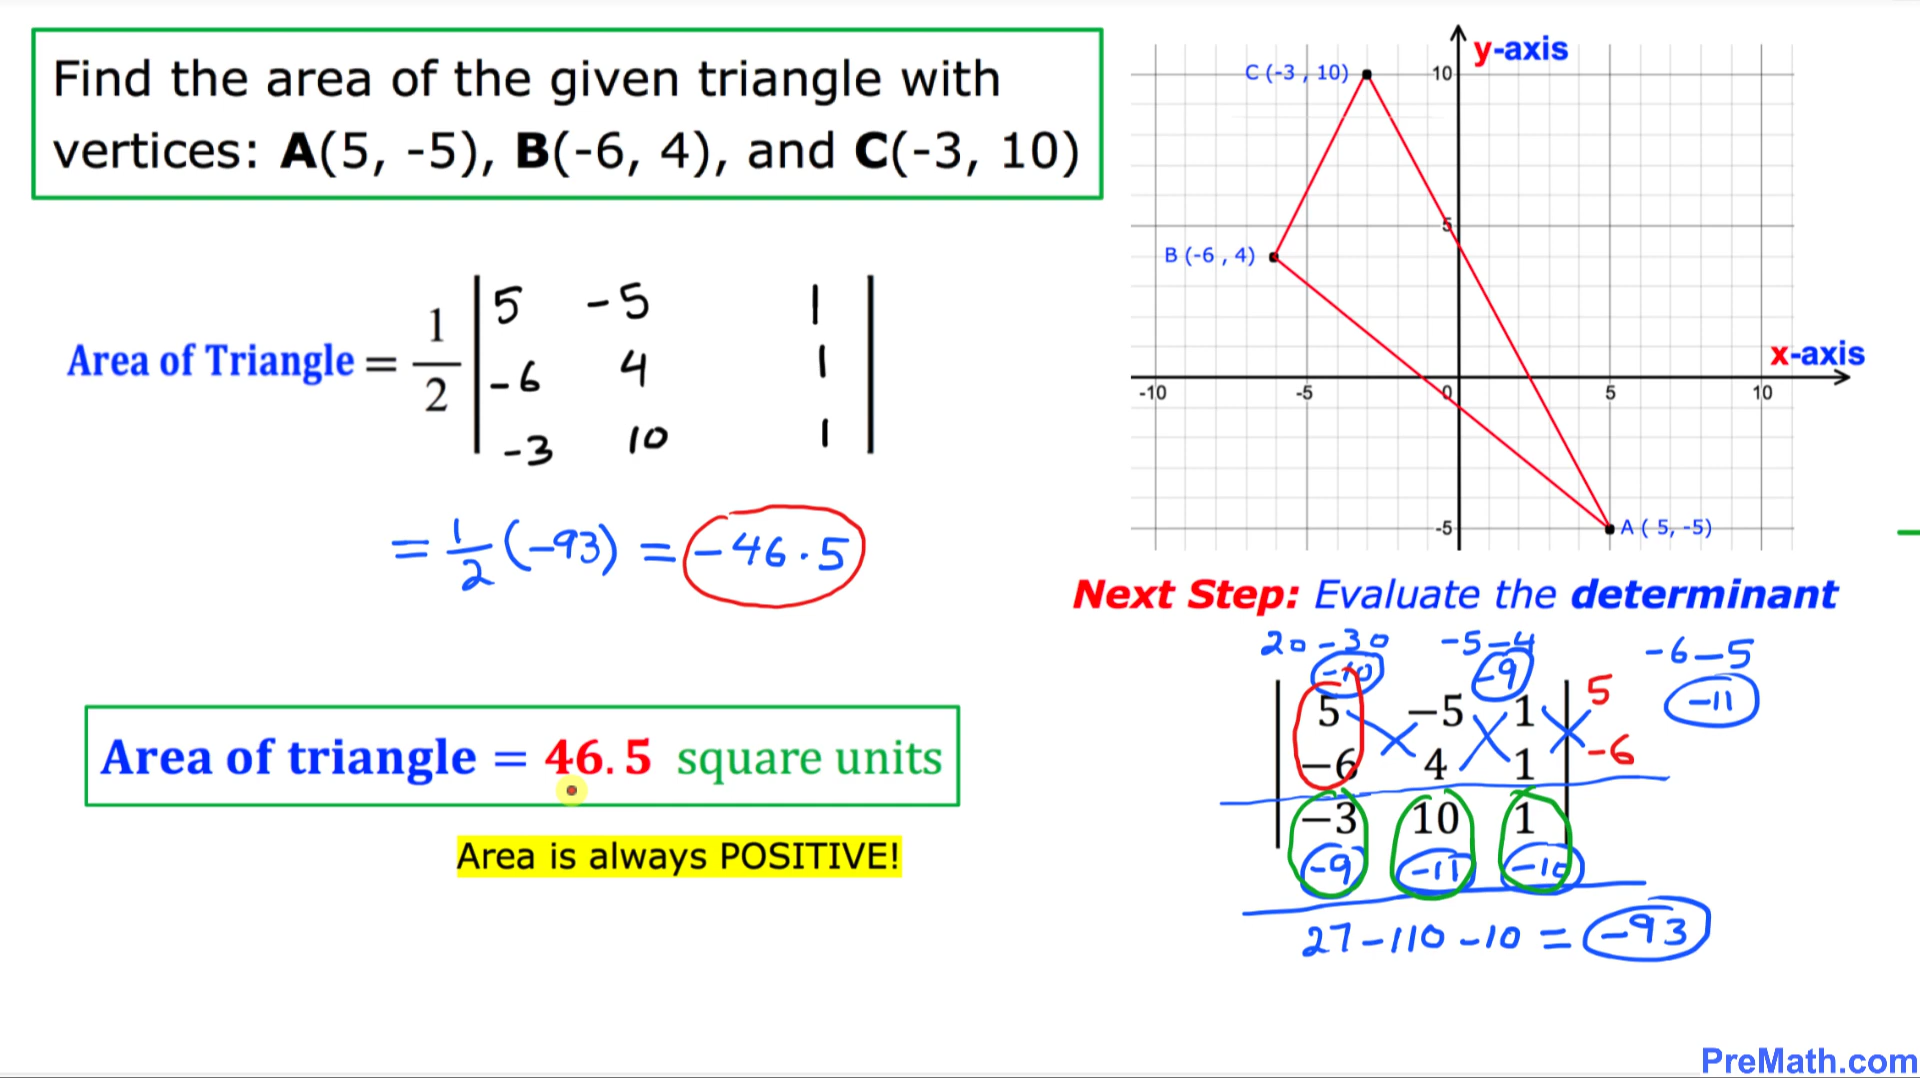 Find the area of the given triangle with
vertices: A(5, -5), B(-6, 4), and C(-3, 10)
5 -5 1
Area of Triangle = 1/2 -6 4 1
-3 10 1
= 1/2 (-93) = -46.5
Area of triangle = 46.5 square units
Area is always POSITIVE!
y-axis
C (-3 , 10)
10
5
B (-6 , 4)
x-axis
-10 -5 0 5 10
-5
A ( 5, -5)
Next Step: Evaluate the determinant
20-30 -5-4 -6-5
-10 -9 -11
5 -5 1 5
-6 4 1 -6
-3 10 1
-9 -11 -10
27-110-10 = -93
PreMath.com